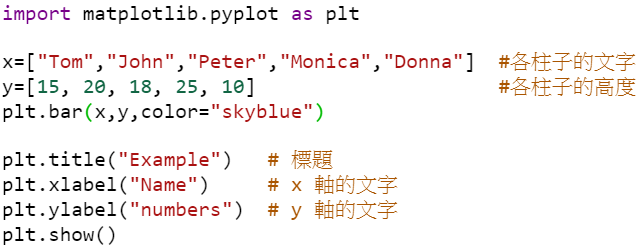 import matplotlib.pyplot as plt
x=["Tom","John","Peter","Monica","Donna"]  #各柱子的文字
y=[15, 20, 18, 25, 10]                     #各柱子的高度
plt.bar(x,y,color="skyblue")
plt.title("Example")   # 標題
plt.xlabel("Name")     # x 軸的文字
plt.ylabel("numbers")  # y 軸的文字
plt.show()